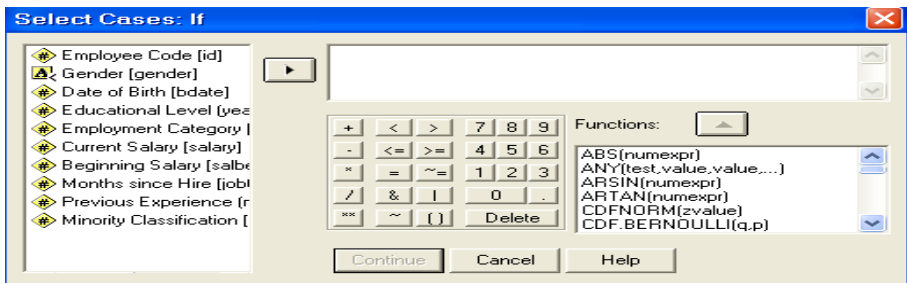 Select Cases: If
Employee Code [id]
Gender [gender]
Date of Birth [bdate]
Educational Level (yea
Employment Category [
Current Salary [salary]
Beginning Salary [salbe
Months since Hire [jobt
Previous Experience (r
Minority Classification [
+ < > 7 8 9
- <= >= 4 5 6
* = ~= 1 2 3
/ & | 0 .
** ~ () Delete
Functions:
ABS(numexpr)
ANY(test,value,value,...)
ARSIN(numexpr)
ARTAN(numexpr)
CDFNORM(zvalue)
CDF.BERNOULLI(q,p)
Continue Cancel Help